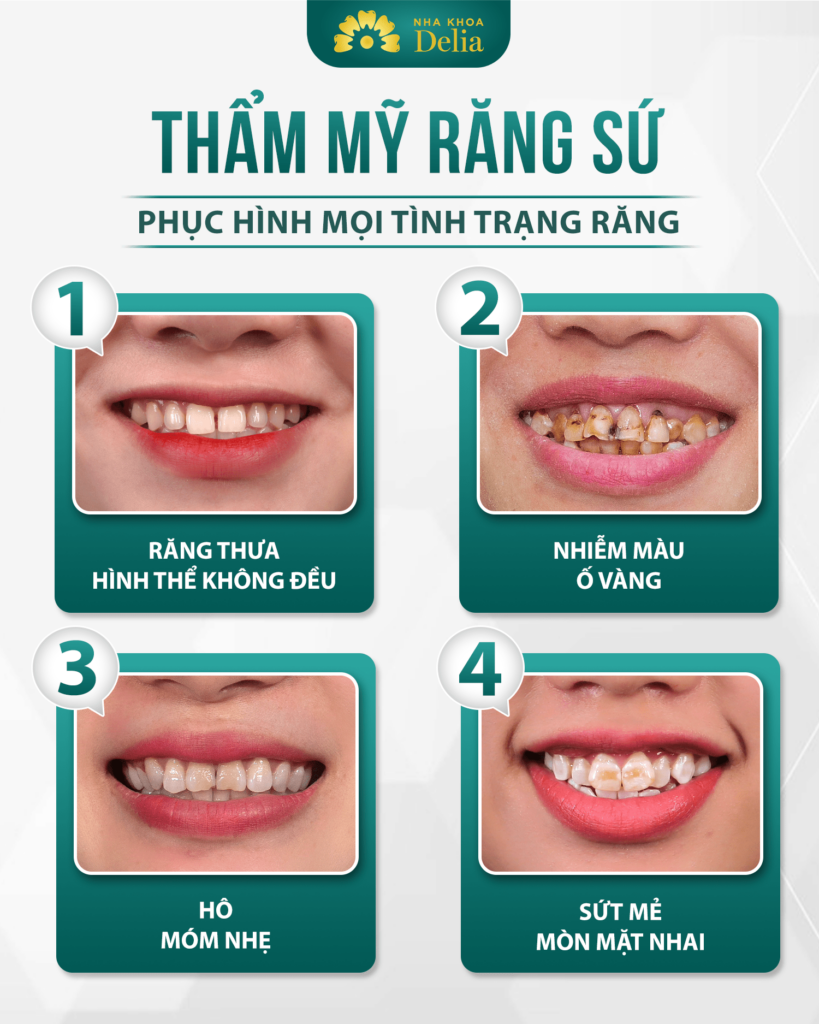 NHA KHOA
Delia
THẨM MỸ RĂNG SỨ
PHỤC HÌNH MỌI TÌNH TRẠNG RĂNG
1
RĂNG THƯA
HÌNH THỂ KHÔNG ĐỀU
2
NHIỄM MÀU
Ố VÀNG
3
HÔ
MÓM NHẸ
4
SỨT MẺ
MÒN MẶT NHAI